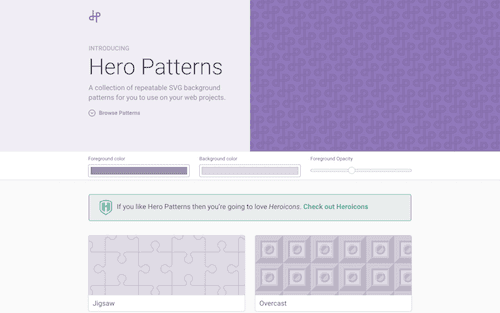 INTRODUCING
Hero Patterns
A collection of repeatable SVG background
patterns for you to use on your web projects.
Browse Patterns
Foreground color
Background color
Foreground Opacity
If you like Hero Patterns then you're going to love Heroicons. Check out Heroicons
Jigsaw
Overcast